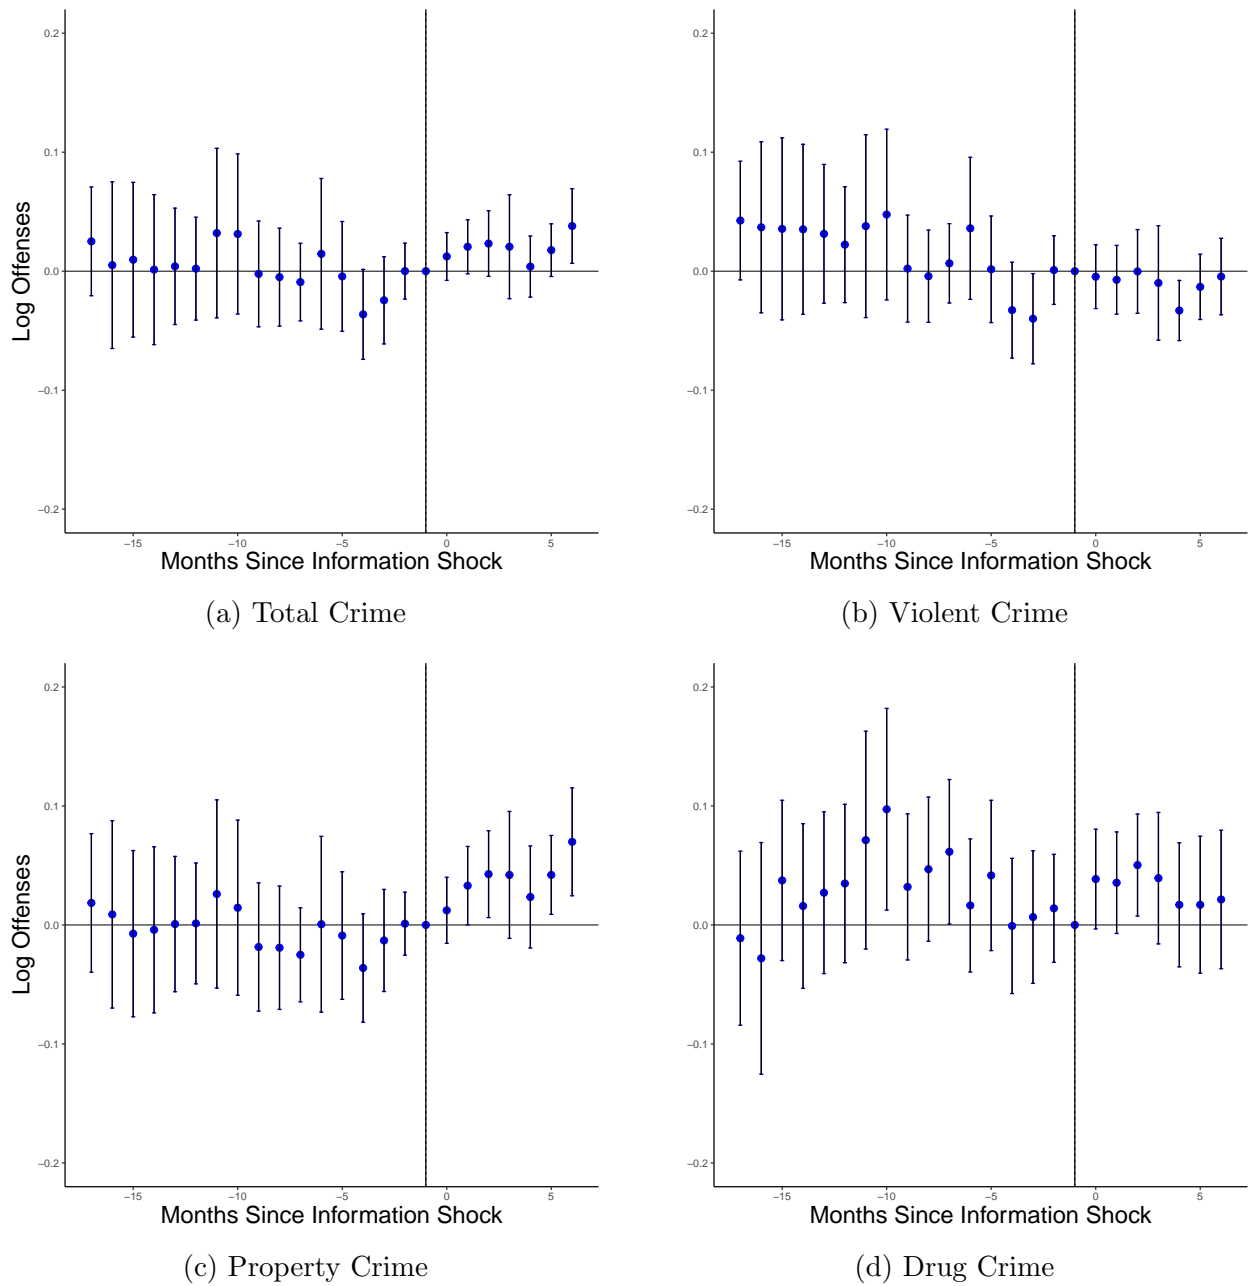 0.2
0.1
0.0
−0.1
−0.2
Log Offenses
−15 −10 −5 0 5
Months Since Information Shock
(a) Total Crime
0.2
0.1
0.0
−0.1
−0.2
−15 −10 −5 0 5
Months Since Information Shock
(b) Violent Crime
0.2
0.1
0.0
−0.1
−0.2
Log Offenses
−15 −10 −5 0 5
Months Since Information Shock
(c) Property Crime
0.2
0.1
0.0
−0.1
−0.2
−15 −10 −5 0 5
Months Since Information Shock
(d) Drug Crime